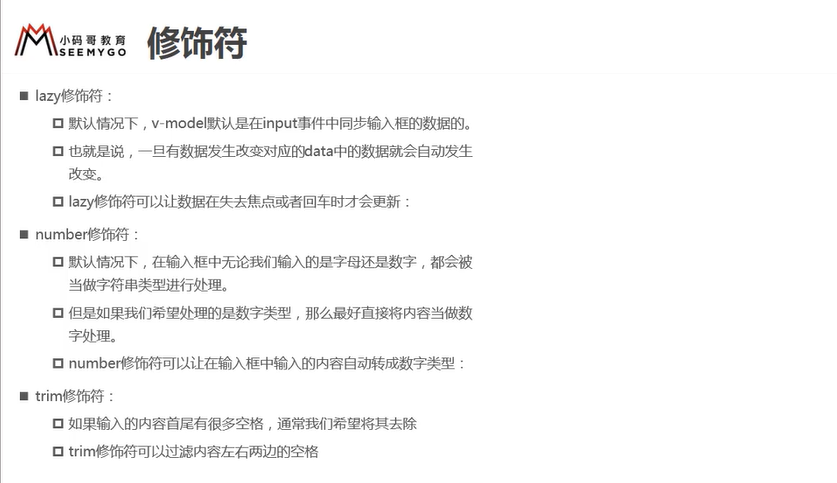 小码哥教育
SEEMYGO
修饰符
lazy修饰符：
默认情况下，v-model默认是在input事件中同步输入框的数据的。
也就是说，一旦有数据发生改变对应的data中的数据就会自动发生
改变。
lazy修饰符可以让数据在失去焦点或者回车时才会更新：
number修饰符：
默认情况下，在输入框中无论我们输入的是字母还是数字，都会被
当做字符串类型进行处理。
但是如果我们希望处理的是数字类型，那么最好直接将内容当做数
字处理。
number修饰符可以让在输入框中输入的内容自动转成数字类型：
trim修饰符：
如果输入的内容首尾有很多空格，通常我们希望将其去除
trim修饰符可以过滤内容左右两边的空格